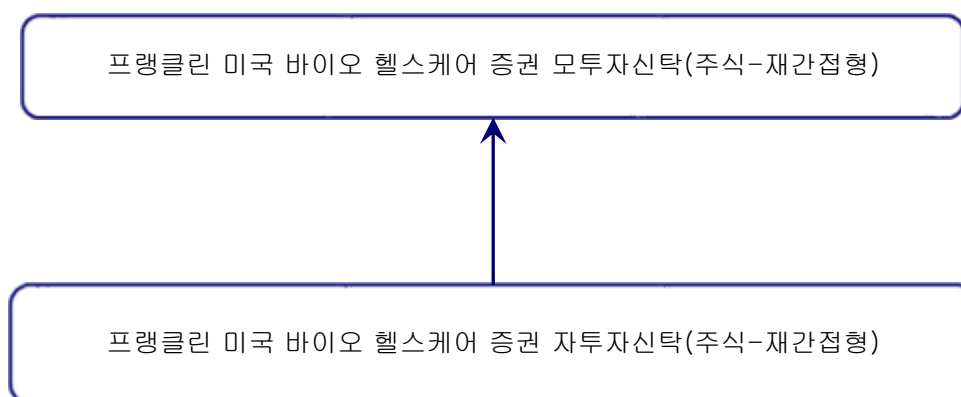 프랭클린 미국 바이오 헬스케어 증권 모투자신탁(주식-재간접형)
프랭클린 미국 바이오 헬스케어 증권 자투자신탁(주식-재간접형)